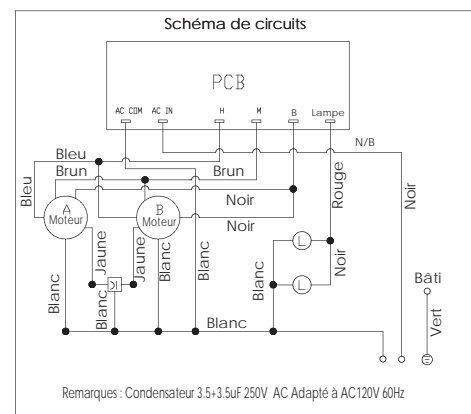 Schéma de circuits
PCB
AC COM
AC IN
H
M
B
Lampe
N/B
Bleu
Brun
Brun
Bleu
Noir
Noir
Rouge
Noir
A
Moteur
B
Moteur
Jaune
Jaune
Blanc
Blanc
Blanc
Blanc
Blanc
Noir
L
L
Bâti
Vert
Blanc
Remarques : Condensateur 3.5+3.5uF 250V AC Adapté à AC120V 60Hz